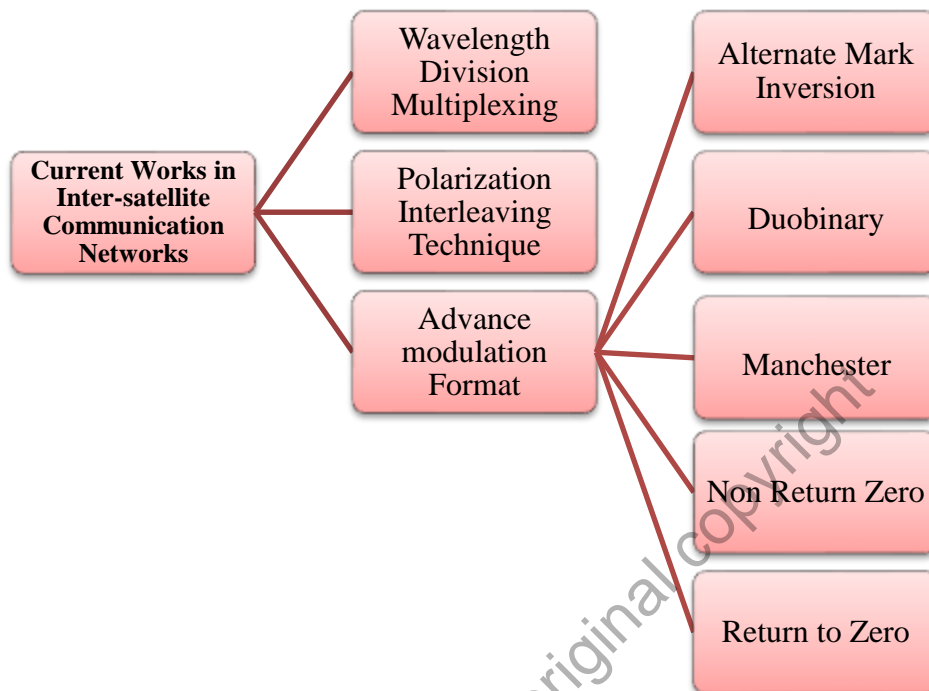 Current Works in
Inter-satellite
Communication
Networks
Wavelength
Division
Multiplexing
Polarization
Interleaving
Technique
Advance
modulation
Format
Alternate Mark
Inversion
Duobinary
Manchester
Non Return Zero
Return to Zero
original copyright